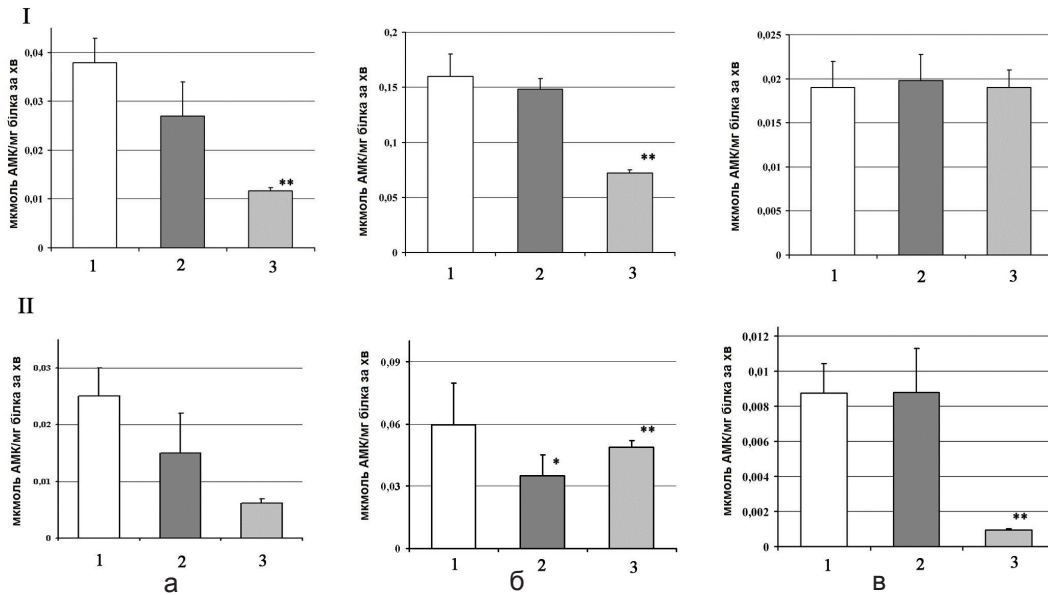 I
мкмоль АМК/мг білка за хв
0,04
0,03
0,02
0,01
0
**
1 2 3
мкмоль АМК/мг білка за хв
0,2
0,15
0,1
0,05
0
**
1 2 3
мкмоль АМК/мг білка за хв
0,025
0,02
0,015
0,01
0,005
0
1 2 3
II
мкмоль АМК/мг білка за хв
0,03
0,02
0,01
0
1 2 3
а
мкмоль АМК/мг білка за хв
0,09
0,06
0,03
0
*
**
1 2 3
б
мкмоль АМК/мг білка за хв
0,012
0,01
0,008
0,006
0,004
0,002
0
**
1 2 3
в